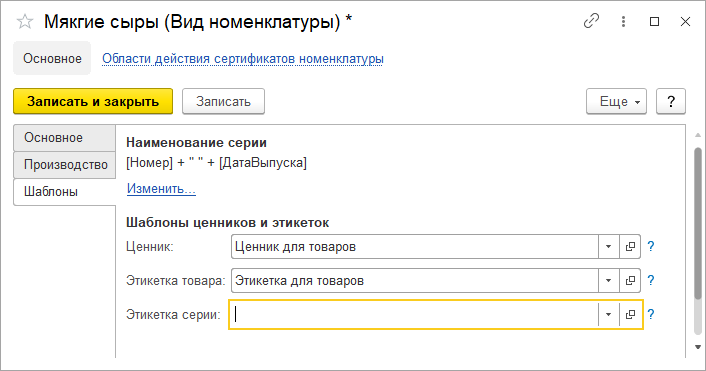 Мякгие сыры (Вид номенклатуры) *
Основное Области действия сертификатов номенклатуры
Записать и закрыть Записать Еще ?
Основное
Производство
Шаблоны
Наименование серии
[Номер] + " " + [ДатаВыпуска]
Изменить...
Шаблоны ценников и этикеток
Ценник: Ценник для товаров ?
Этикетка товара: Этикетка для товаров ?
Этикетка серии: ?